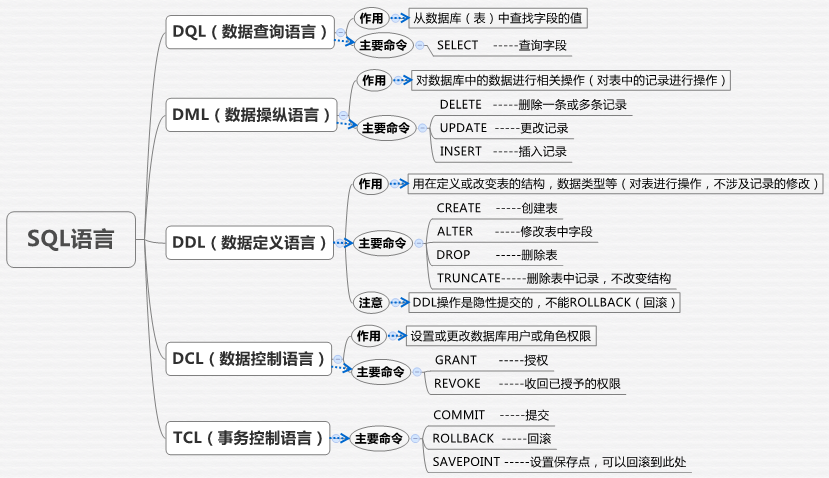 SQL语言
DQL（数据查询语言）
作用
从数据库（表）中查找字段的值
主要命令
SELECT -----查询字段
DML（数据操纵语言）
作用
对数据库中的数据进行相关操作（对表中的记录进行操作）
主要命令
DELETE -----删除一条或多条记录
UPDATE -----更改记录
INSERT -----插入记录
DDL（数据定义语言）
作用
用在定义或改变表的结构，数据类型等（对表进行操作，不涉及记录的修改）
主要命令
CREATE -----创建表
ALTER -----修改表中字段
DROP -----删除表
TRUNCATE-----删除表中记录，不改变结构
注意
DDL操作是隐性提交的，不能ROLLBACK（回滚）
DCL（数据控制语言）
作用
设置或更改数据库用户或角色权限
主要命令
GRANT -----授权
REVOKE -----收回已授予的权限
TCL（事务控制语言）
主要命令
COMMIT -----提交
ROLLBACK -----回滚
SAVEPOINT -----设置保存点，可以回滚到此处